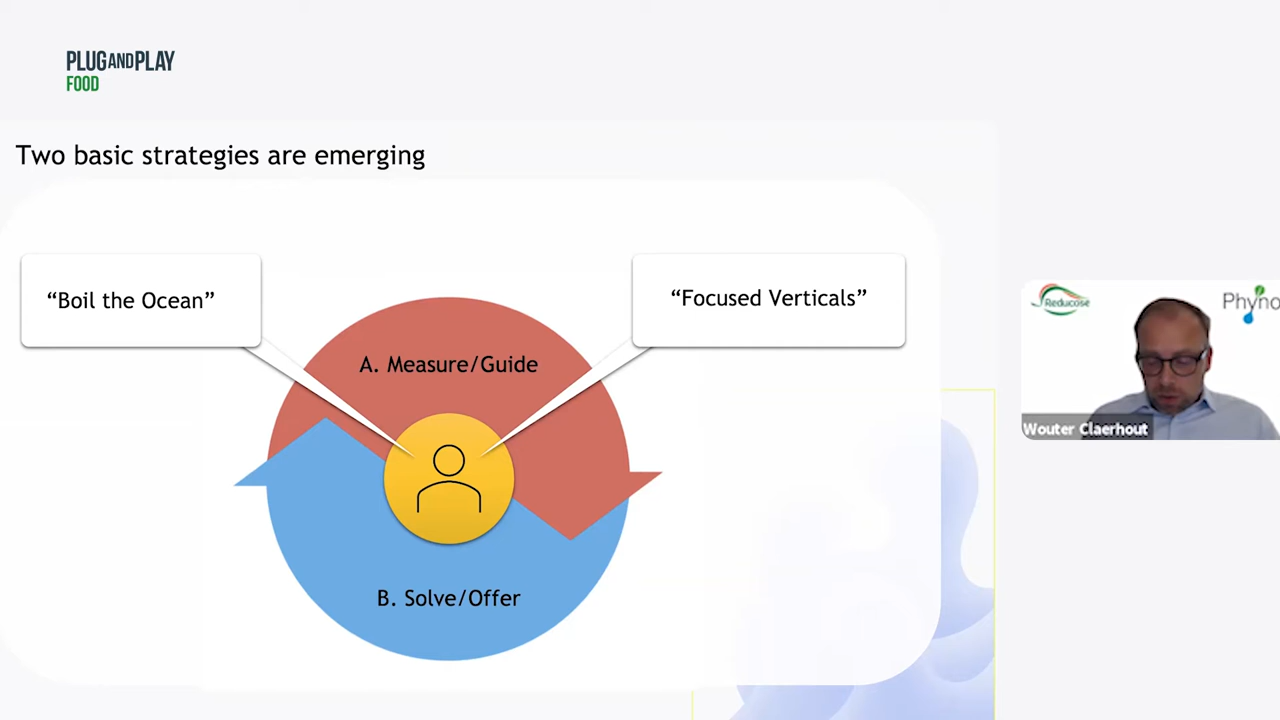 PLUGANDPLAY
FOOD
Two basic strategies are emerging
“Boil the Ocean”
“Focused Verticals”
A. Measure/Guide
B. Solve/Offer
Reducose
Phyno
Wouter Claerhout